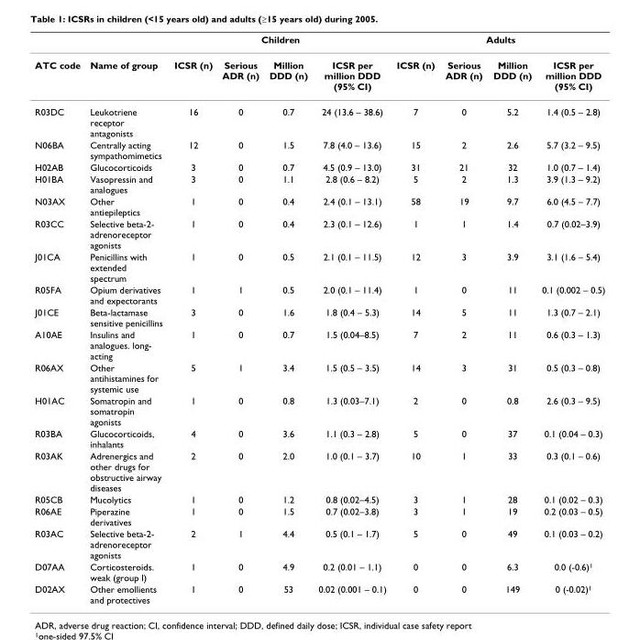 Table 1: ICSRs in children (<15 years old) and adults (≥15 years old) during 2005.
Children Adults
ATC code Name of group ICSR (n) Serious ADR (n) Million DDD (n) ICSR per million DDD (95% CI) ICSR (n) Serious ADR (n) Million DDD (n) ICSR per million DDD (95% CI)
R03DC Leukotriene receptor antagonists 16 0 0.7 24 (13.6 – 38.6) 7 0 5.2 1.4 (0.5 – 2.8)
N06BA Centrally acting sympathomimetics 12 0 1.5 7.8 (4.0 – 13.6) 15 2 2.6 5.7 (3.2 – 9.5)
H02AB Glucocorticoids 3 0 0.7 4.5 (0.9 – 13.0) 31 21 32 1.0 (0.7 – 1.4)
H01BA Vasopressin and analogues 3 0 1.1 2.8 (0.6 – 8.2) 5 2 1.3 3.9 (1.3 – 9.2)
N03AX Other antiepileptics 1 0 0.4 2.4 (0.1 – 13.1) 58 19 9.7 6.0 (4.5 – 7.7)
R03CC Selective beta-2-adrenoreceptor agonists 1 0 0.4 2.3 (0.1 – 12.6) 1 1 1.4 0.7 (0.02–3.9)
J01CA Penicillins with extended spectrum 1 0 0.5 2.1 (0.1 – 11.5) 12 3 3.9 3.1 (1.6 – 5.4)
R05FA Opium derivatives and expectorants 1 1 0.5 2.0 (0.1 – 11.4) 1 0 11 0.1 (0.002 – 0.5)
J01CE Beta-lactamase sensitive penicillins 3 0 1.6 1.8 (0.4 – 5.3) 14 5 11 1.3 (0.7 – 2.1)
A10AE Insulins and analogues. long-acting 1 0 0.7 1.5 (0.04–8.5) 7 2 11 0.6 (0.3 – 1.3)
R06AX Other antihistamines for systemic use 5 1 3.4 1.5 (0.5 – 3.5) 14 3 31 0.5 (0.3 – 0.8)
H01AC Somatropin and somatropin agonists 1 0 0.8 1.3 (0.03–7.1) 2 0 0.8 2.6 (0.3 – 9.5)
R03BA Glucocorticoids, inhalants 4 0 3.6 1.1 (0.3 – 2.8) 5 0 37 0.1 (0.04 – 0.3)
R03AK Adrenergics and other drugs for obstructive airway diseases 2 0 2.0 1.0 (0.1 – 3.7) 10 1 33 0.3 (0.1 – 0.6)
R05CB Mucolytics 1 0 1.2 0.8 (0.02–4.5) 3 1 28 0.1 (0.02 – 0.3)
R06AE Piperazine derivatives 1 0 1.5 0.7 (0.02–3.8) 3 1 19 0.2 (0.03 – 0.5)
R03AC Selective beta-2-adrenoreceptor agonists 2 1 4.4 0.5 (0.1 – 1.7) 5 0 49 0.1 (0.03 – 0.2)
D07AA Corticosteroids. weak (group I) 1 0 4.9 0.2 (0.01 – 1.1) 0 0 6.3 0.0 (-0.6)¹
D02AX Other emollients and protectives 1 0 53 0.02 (0.001 – 0.1) 0 0 149 0 (-0.02)¹
ADR, adverse drug reaction; CI, confidence interval; DDD, defined daily dose; ICSR, individual case safety report
¹one-sided 97.5% CI